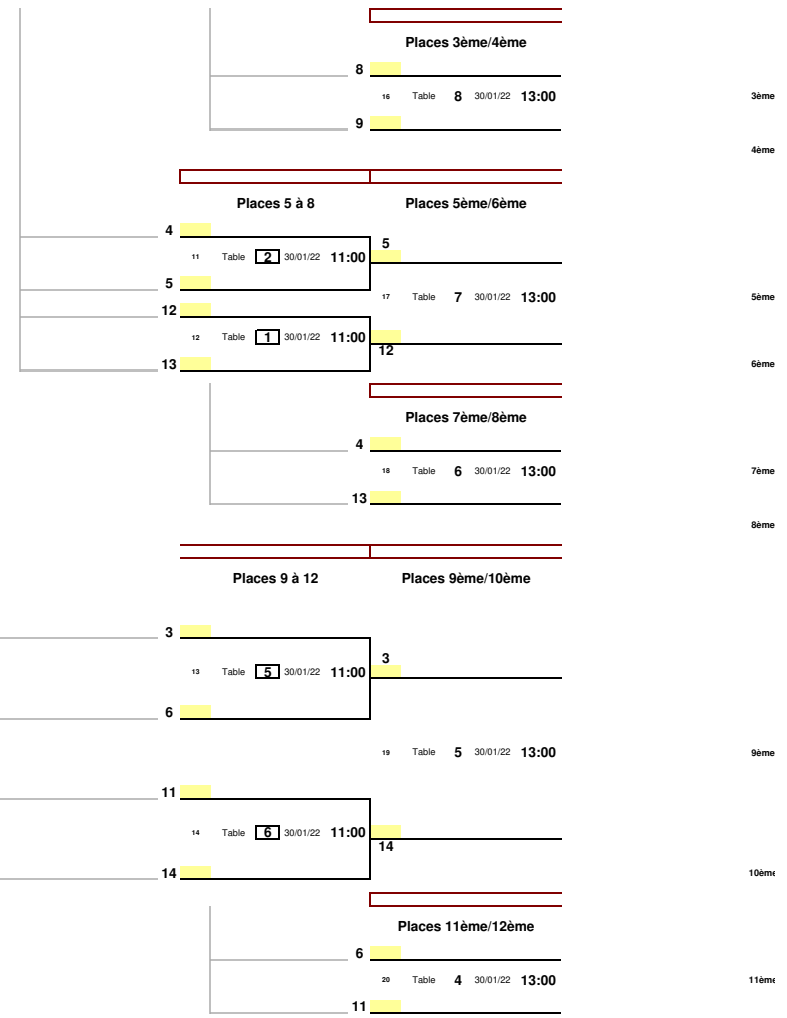 Places 3ème/4ème
8
16 Table 8 30/01/22 13:00 3ème
9
4ème
Places 5 à 8 Places 5ème/6ème
4
5
11 Table 2 30/01/22 11:00
5
17 Table 7 30/01/22 13:00 5ème
12
12 Table 1 30/01/22 11:00
12
13 6ème
Places 7ème/8ème
4
18 Table 6 30/01/22 13:00 7ème
13
8ème
Places 9 à 12 Places 9ème/10ème
3
3
13 Table 5 30/01/22 11:00
6
19 Table 5 30/01/22 13:00 9ème
11
14 Table 6 30/01/22 11:00
14
14 10ème
Places 11ème/12ème
6
20 Table 4 30/01/22 13:00 11ème
11